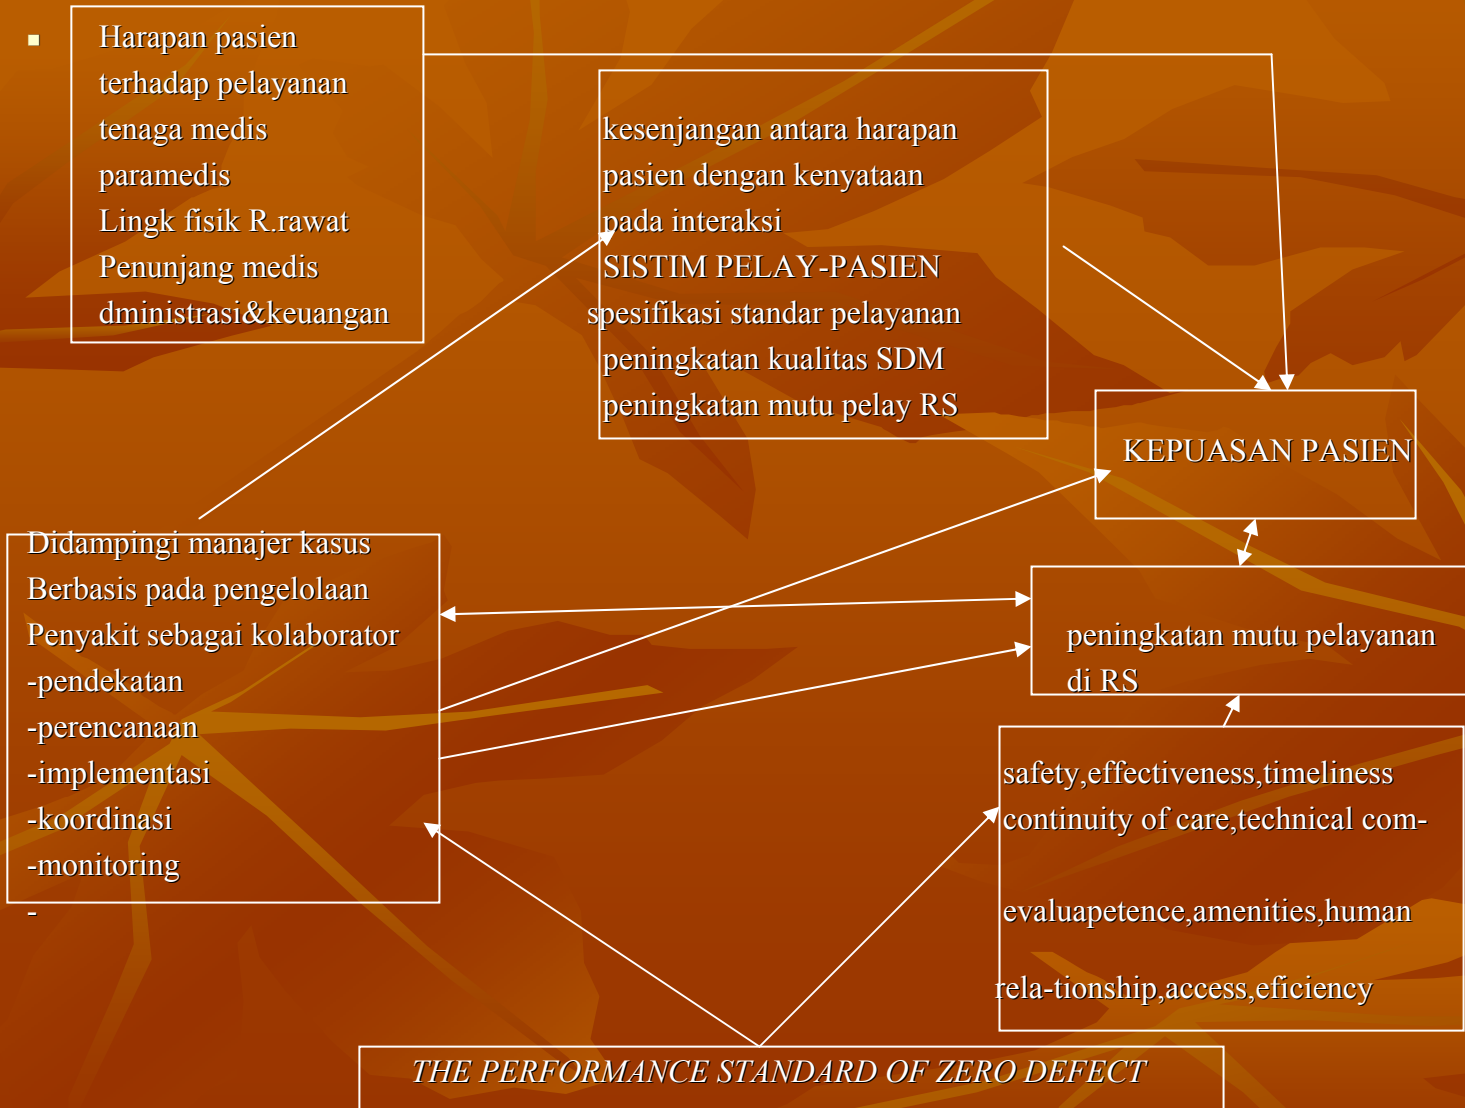 Harapan pasien
terhadap pelayanan
tenaga medis
paramedis
Lingk fisik R.rawat
Penunjang medis
dministrasi&keuangan
kesenjangan antara harapan
pasien dengan kenyataan
pada interaksi
SISTIM PELAY-PASIEN
spesifikasi standar pelayanan
peningkatan kualitas SDM
peningkatan mutu pelay RS
KEPUASAN PASIEN
Didampingi manajer kasus
Berbasis pada pengelolaan
Penyakit sebagai kolaborator
-pendekatan
-perencanaan
-implementasi
-koordinasi
-monitoring
-
peningkatan mutu pelayanan
di RS
safety,effectiveness,timeliness
continuity of care,technical com-
evaluapetence,amenities,human
rela-tionship,access,eficiency
THE PERFORMANCE STANDARD OF ZERO DEFECT